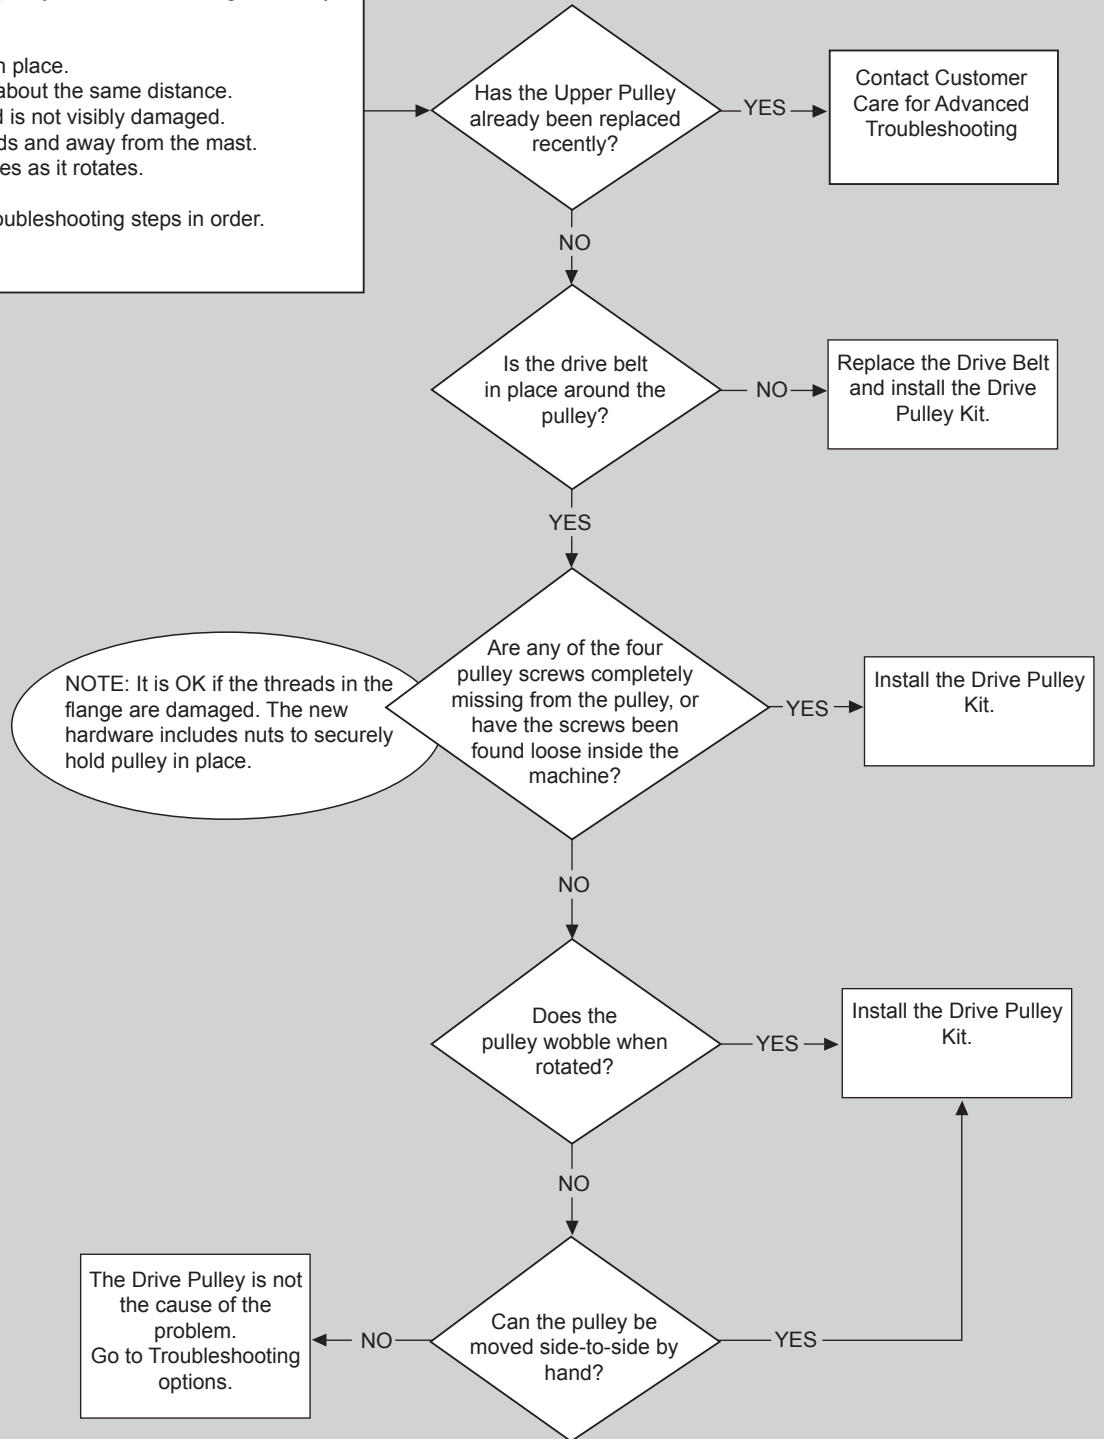 n place.
about the same distance.
d is not visibly damaged.
ds and away from the mast.
es as it rotates.
oubleshooting steps in order.
Has the Upper Pulley
already been replaced
recently?
YES
Contact Customer
Care for Advanced
Troubleshooting
NO
Is the drive belt
in place around the
pulley?
NO
Replace the Drive Belt
and install the Drive
Pulley Kit.
YES
NOTE: It is OK if the threads in the
flange are damaged. The new
hardware includes nuts to securely
hold pulley in place.
Are any of the four
pulley screws completely
missing from the pulley, or
have the screws been
found loose inside the
machine?
YES
Install the Drive Pulley
Kit.
NO
Does the
pulley wobble when
rotated?
YES
Install the Drive Pulley
Kit.
NO
Can the pulley be
moved side-to-side by
hand?
YES
NO
The Drive Pulley is not
the cause of the
problem.
Go to Troubleshooting
options.